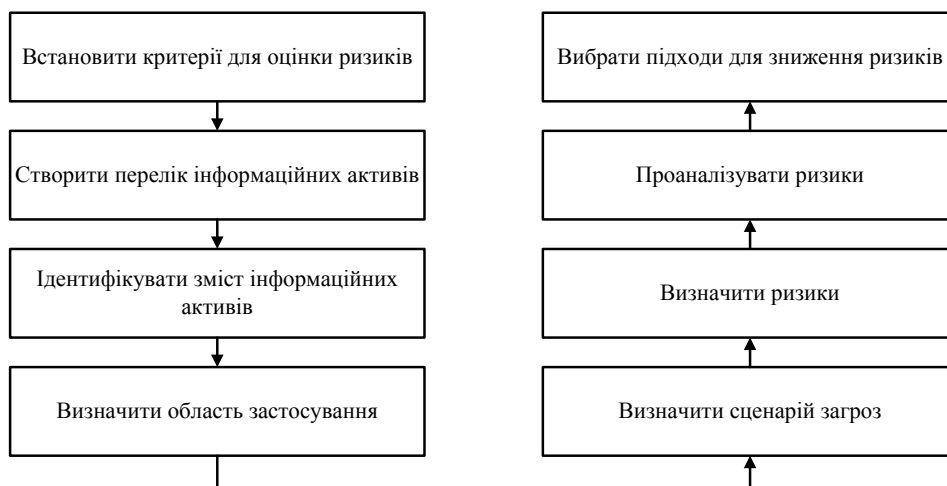 Встановити критерії для оцінки ризиків
Створити перелік інформаційних активів
Ідентифікувати зміст інформаційних
активів
Визначити область застосування
Визначити сценарій загроз
Визначити ризики
Проаналізувати ризики
Вибрати підходи для зниження ризиків